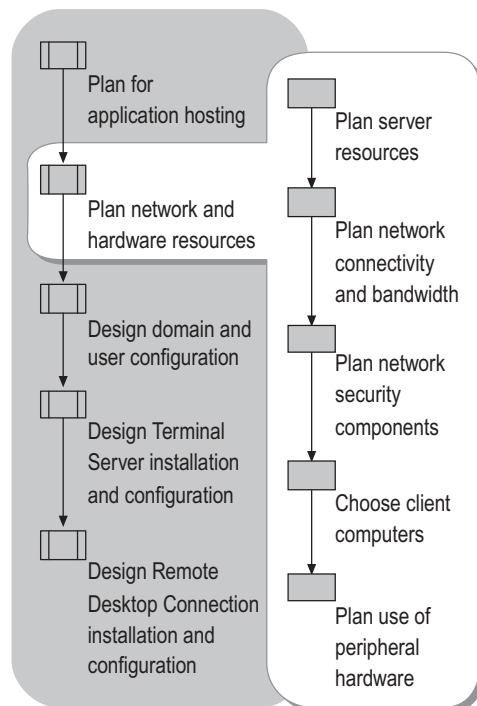 Plan for
application hosting
Plan network and
hardware resources
Design domain and
user configuration
Design Terminal
Server installation
and configuration
Design Remote
Desktop Connection
installation and
configuration
Plan server
resources
Plan network
connectivity
and bandwidth
Plan network
security
components
Choose client
computers
Plan use of
peripheral
hardware